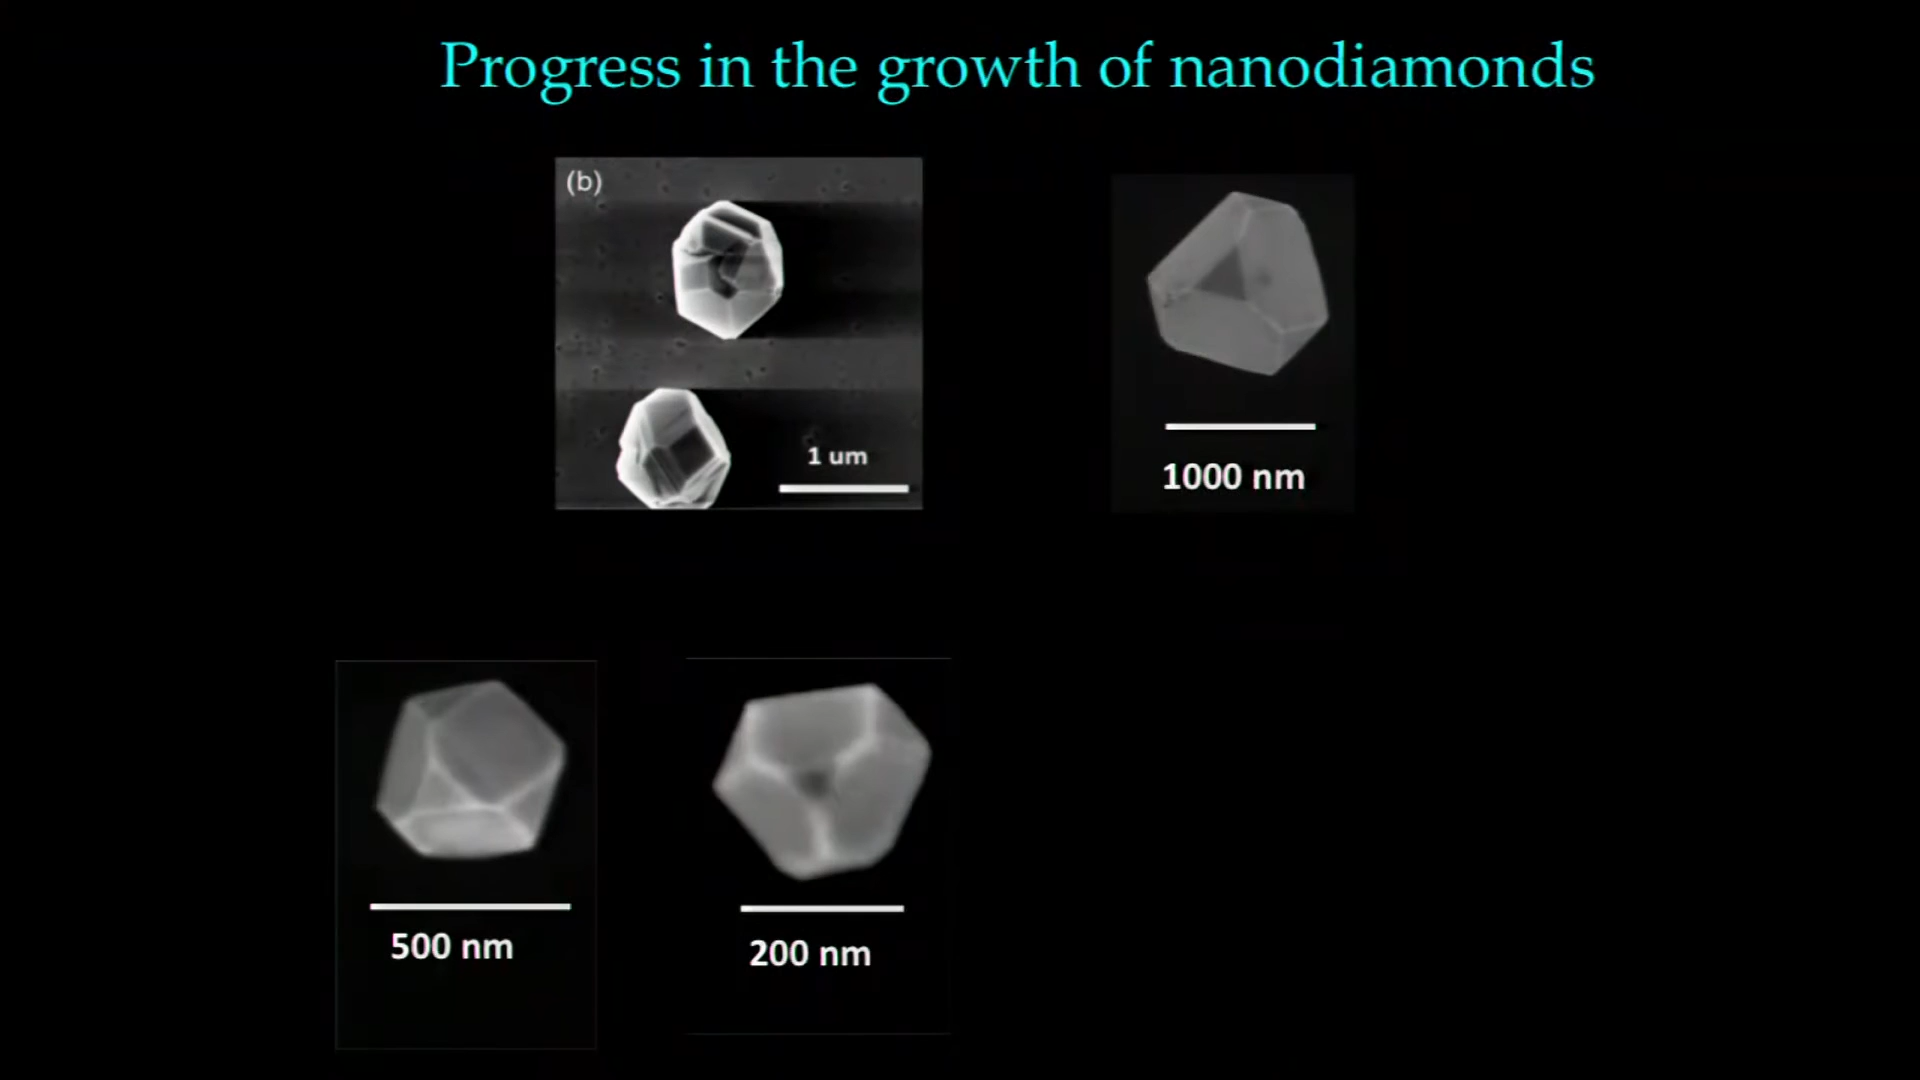 Progress in the growth of nanodiamonds
(b)
1 um
1000 nm
500 nm
200 nm